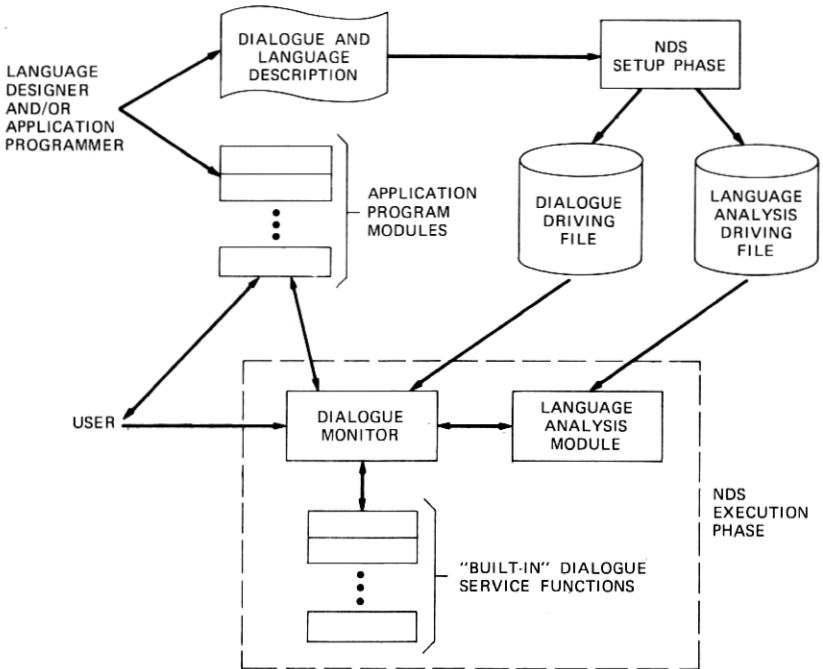 DIALOGUE AND
LANGUAGE
DESCRIPTION
NDS
SETUP PHASE
LANGUAGE
DESIGNER
AND/OR
APPLICATION
PROGRAMMER
APPLICATION
PROGRAM
MODULES
DIALOGUE
DRIVING
FILE
LANGUAGE
ANALYSIS
DRIVING
FILE
USER
DIALOGUE
MONITOR
LANGUAGE
ANALYSIS
MODULE
NDS
EXECUTION
PHASE
"BUILT-IN" DIALOGUE
SERVICE FUNCTIONS